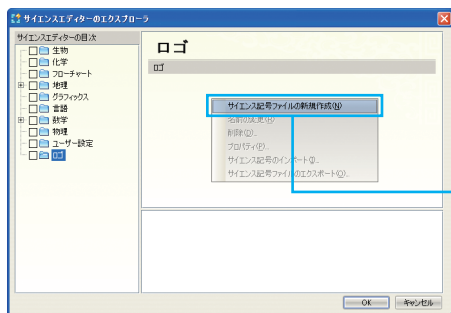 サイエンスエディターのエクスプローラ
サイエンスエディターの目次
生物
化学
フローチャート
地理
グラフィックス
言語
数学
物理
ユーザー設定
ロゴ
ロゴ
ロゴ
サイエンス記号ファイルの新規作成(N)
名前の変更(R)
削除(D)...
プロパティ(P)...
サイエンス記号のインポート(I)...
サイエンス記号ファイルのエクスポート(O)...
OK
キャンセル